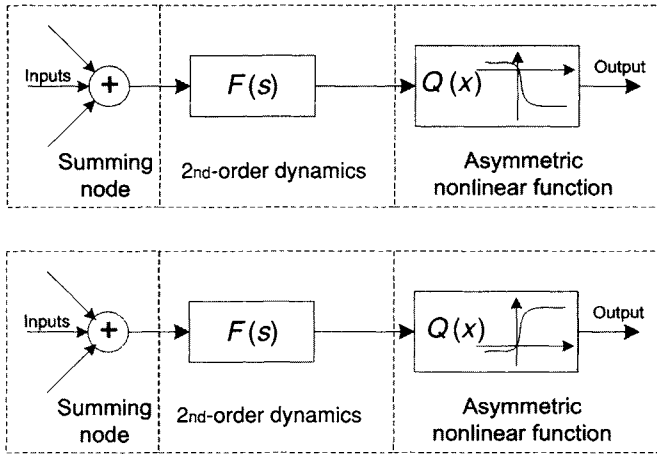 Inputs
+
F(s)
Q(x)
Output
Summing
node
2nd-order dynamics
Asymmetric
nonlinear function
Inputs
+
F(s)
Q(x)
Output
Summing
node
2nd-order dynamics
Asymmetric
nonlinear function